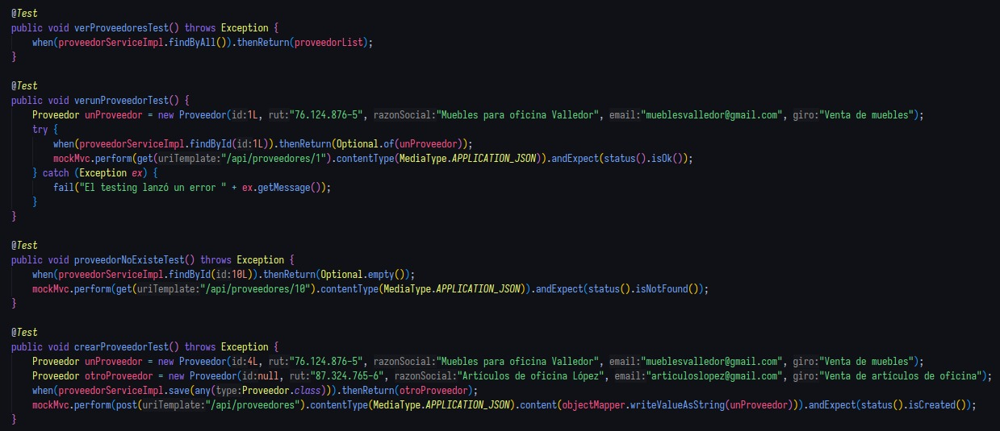 @Test
public void verProveedoresTest() throws Exception {
    when(proveedorServiceImpl.findByAll()).thenReturn(proveedorList);
}

@Test
public void verunProveedorTest() {
    Proveedor unProveedor = new Proveedor(id:1L, rut:"76.124.876-5", razonSocial:"Muebles para oficina Valledor", email:"mueblesvalledor@gmail.com", giro:"Venta de muebles");
    try {
        when(proveedorServiceImpl.findById(id:1L)).thenReturn(Optional.of(unProveedor));
        mockMvc.perform(get(uriTemplate:"/api/proveedores/1").contentType(MediaType.APPLICATION_JSON)).andExpect(status().isOk());
    } catch (Exception ex) {
        fail("El testing lanzó un error " + ex.getMessage());
    }
}

@Test
public void proveedorNoExisteTest() throws Exception {
    when(proveedorServiceImpl.findById(id:10L)).thenReturn(Optional.empty());
    mockMvc.perform(get(uriTemplate:"/api/proveedores/10").contentType(MediaType.APPLICATION_JSON)).andExpect(status().isNotFound());
}

@Test
public void crearProveedorTest() throws Exception {
    Proveedor unProveedor = new Proveedor(id:4L, rut:"76.124.876-5", razonSocial:"Muebles para oficina Valledor", email:"mueblesvalledor@gmail.com", giro:"Venta de muebles");
    Proveedor otroProveedor = new Proveedor(id:null, rut:"87.324.765-6", razonSocial:"Artículos de oficina López", email:"articuloslopez@gmail.com", giro:"Venta de artículos de oficina");
    when(proveedorServiceImpl.save(any(type:Proveedor.class))).thenReturn(otroProveedor);
    mockMvc.perform(post(uriTemplate:"/api/proveedores").contentType(MediaType.APPLICATION_JSON).content(objectMapper.writeValueAsString(unProveedor))).andExpect(status().isCreated());
}